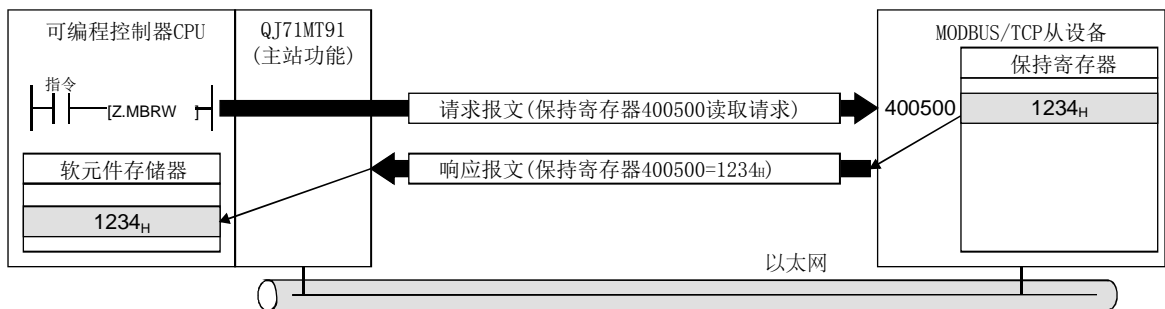 可编程控制器CPU
QJ71MT91
(主站功能)
MODBUS/TCP从设备
保持寄存器
指令
[Z.MBRW ]
请求报文(保持寄存器400500读取请求)
400500
1234H
软元件存储器
响应报文(保持寄存器400500=1234H)
1234H
以太网